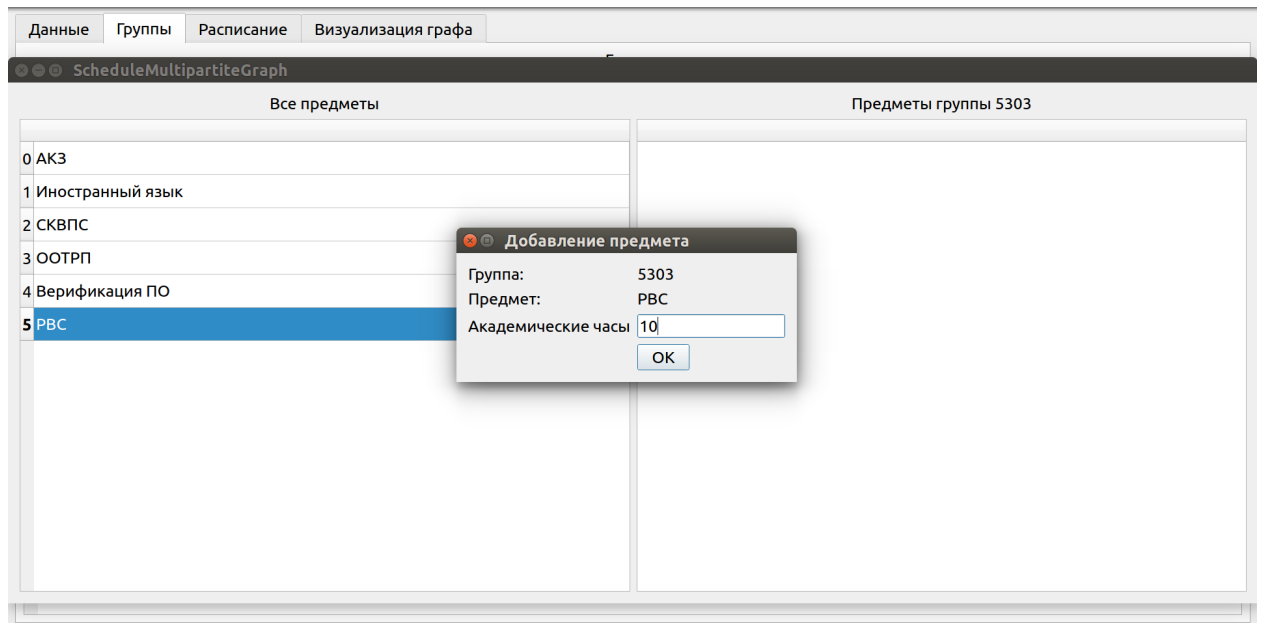 Данные Группы Расписание Визуализация графа
ScheduleMultipartiteGraph
Все предметы Предметы группы 5303
0 АКЗ
1 Иностранный язык
2 СКВПС
3 ООТРП
4 Верификация ПО
5 РВС
Добавление предмета
Группа: 5303
Предмет: РВС
Академические часы 10
OK